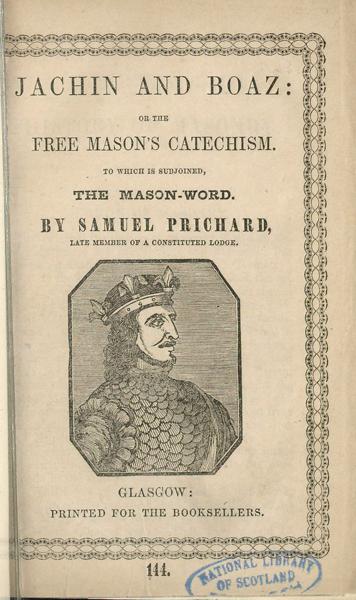 JACHIN AND BOAZ:
OR THE
FREE MASON'S CATECHISM.
TO WHICH IS SUBJOINED,
THE MASON-WORD.
BY SAMUEL PRICHARD,
LATE MEMBER OF A CONSTITUTED LODGE.
GLASGOW:
PRINTED FOR THE BOOKSELLERS.
144.
NATIONAL LIBRARY
OF SCOTLAND